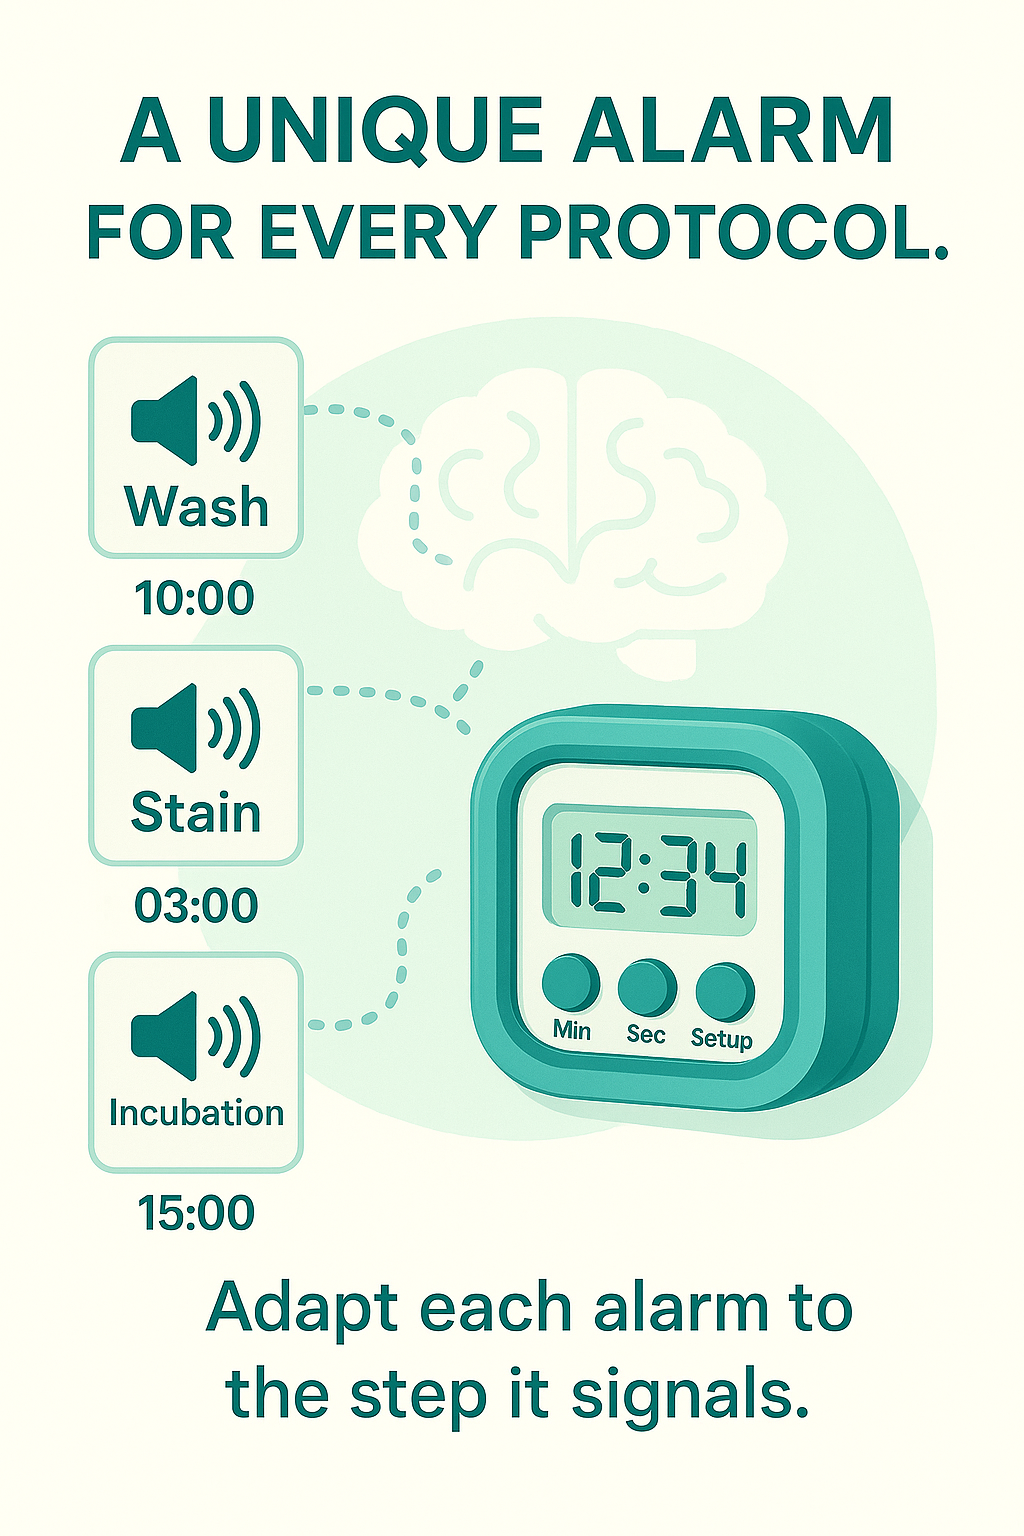 A UNIQUE ALARM
FOR EVERY PROTOCOL.
Wash
10:00
Stain
03:00
Incubation
15:00
12:34
Min Sec Setup
Adapt each alarm to
the step it signals.